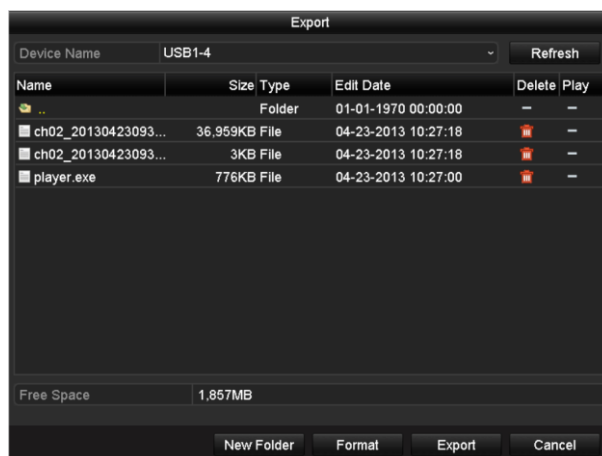 Export
Device Name USB1-4 Refresh
Name Size Type Edit Date Delete Play
.. Folder 01-01-1970 00:00:00 – –
ch02_20130423093... 36,959KB File 04-23-2013 10:27:18 –
ch02_20130423093... 3KB File 04-23-2013 10:27:18 –
player.exe 776KB File 04-23-2013 10:27:00 –
Free Space 1,857MB
New Folder Format Export Cancel